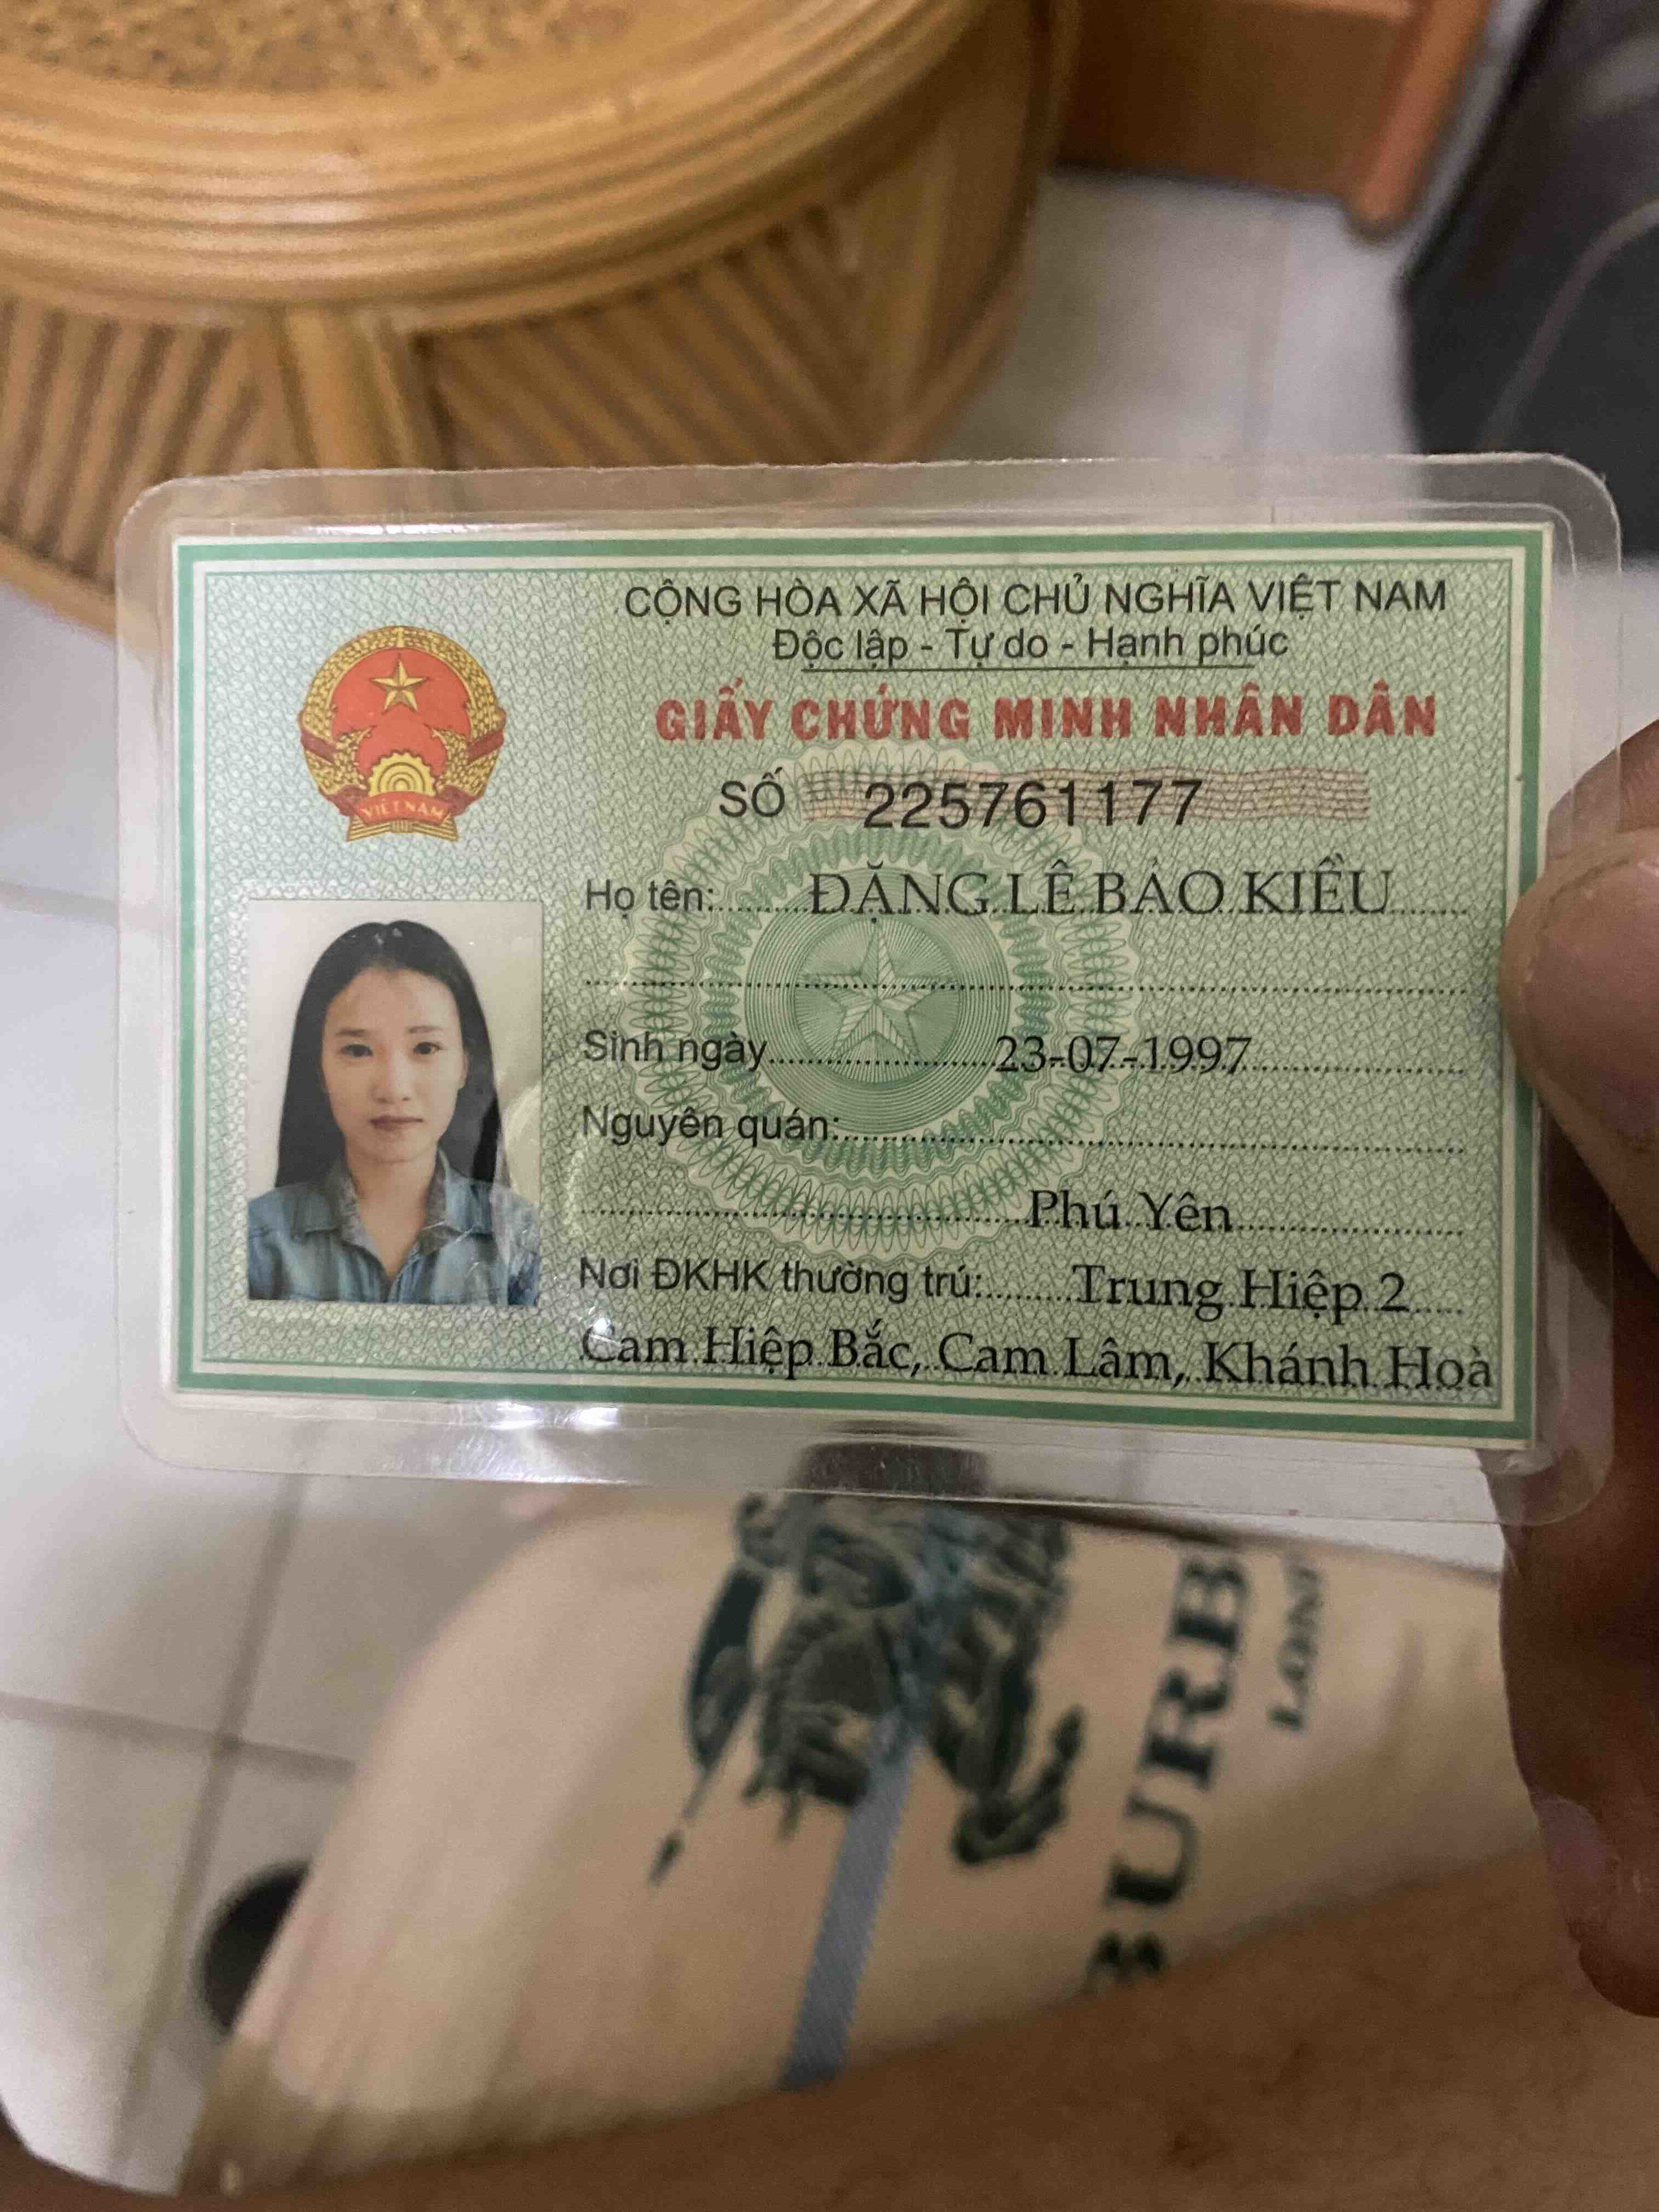 CỘNG HÒA XÃ HỘI CHỦ NGHĨA VIỆT NAM
Độc lập - Tự do - Hạnh phúc
GIẤY CHỨNG MINH NHÂN DÂN
SỐ 225761177
VIỆT NAM
Họ tên: ĐẶNG LÊ BẢO KIỀU
Sinh ngày 23-07-1997
Nguyên quán:
Phú Yên
Nơi ĐKHK thường trú: Trung Hiệp 2
Cam Hiệp Bắc, Cam Lâm, Khánh Hoà
BURB
LON